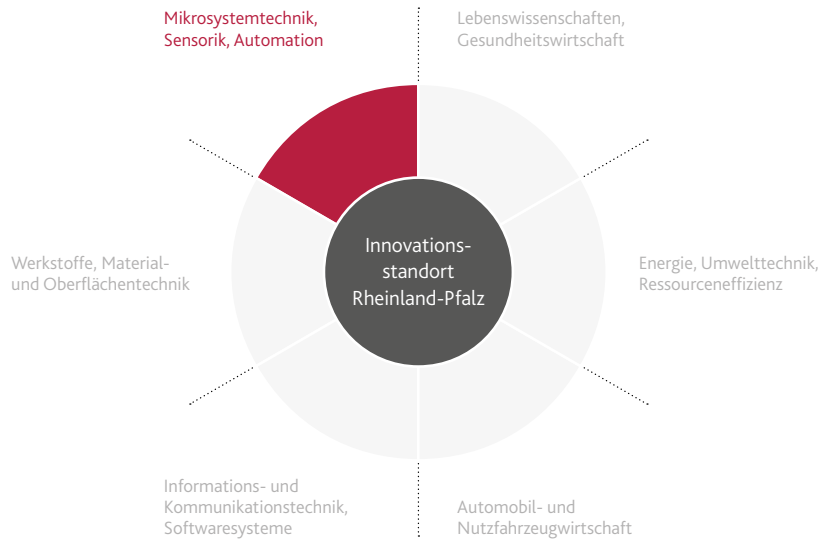 Mikrosystemtechnik,
Sensorik, Automation
Lebenswissenschaften,
Gesundheitswirtschaft
Innovations-
standort
Rheinland-Pfalz
Werkstoffe, Material-
und Oberflächentechnik
Energie, Umwelttechnik,
Ressourceneffizienz
Informations- und
Kommunikationstechnik,
Softwaresysteme
Automobil- und
Nutzfahrzeugwirtschaft